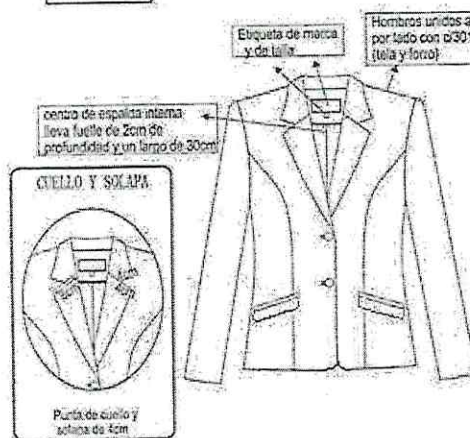 Etiqueta de marca
y de talla
Hombros unidos a
por lado con c/301
(tela y forro)
centro de espalda interna
lleva fuelle de 2cm de
profundidad y un largo de 30cm
CUELLO Y SOLAPA
Punta de cuello y
solapa de 4cm